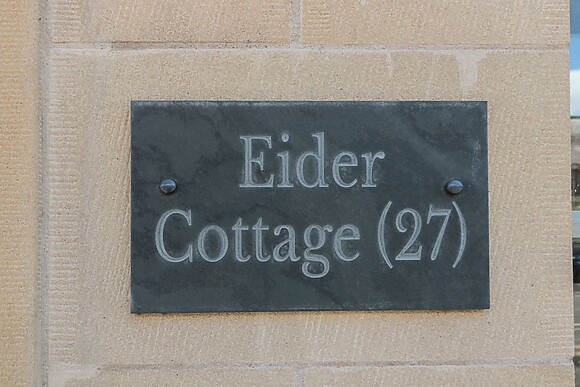 Eider
Cottage (27)